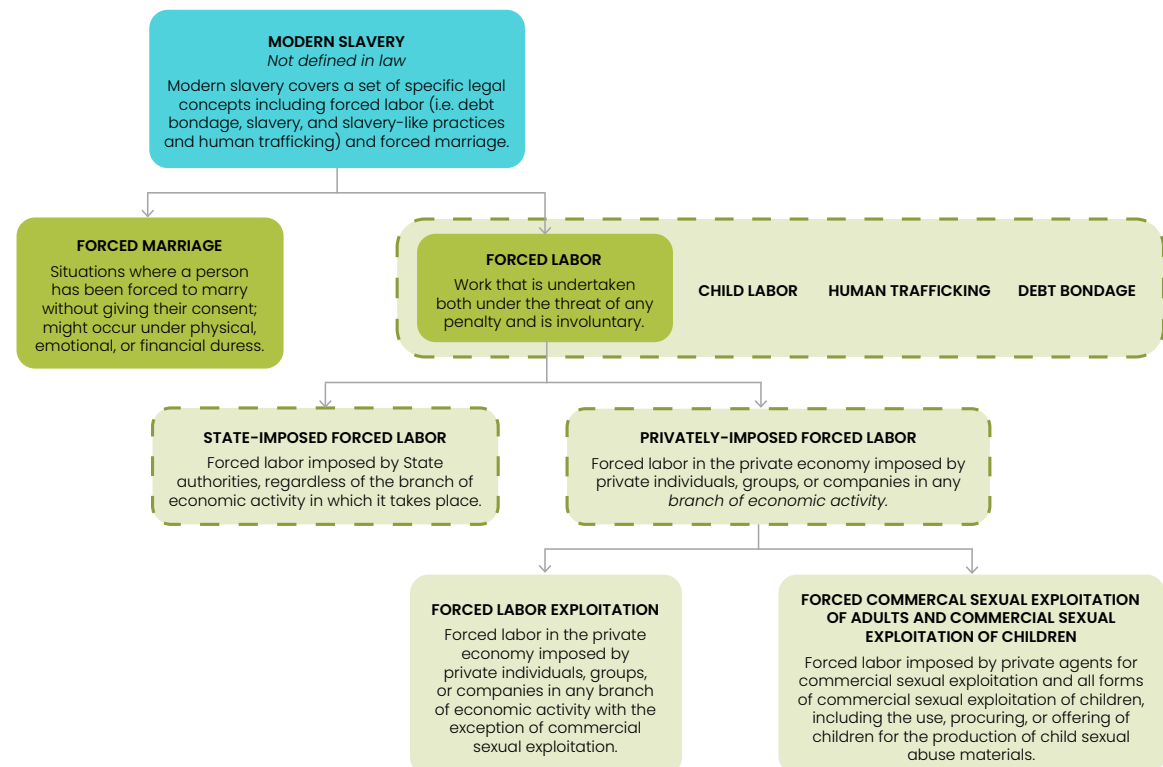 MODERN SLAVERY
Not defined in law
Modern slavery covers a set of specific legal
concepts including forced labor (i.e. debt
bondage, slavery, and slavery-like practices
and human trafficking) and forced marriage.
FORCED MARRIAGE
Situations where a person
has been forced to marry
without giving their consent;
might occur under physical,
emotional, or financial duress.
FORCED LABOR
Work that is undertaken
both under the threat of any
penalty and is involuntary.
CHILD LABOR
HUMAN TRAFFICKING
DEBT BONDAGE
STATE-IMPOSED FORCED LABOR
Forced labor imposed by State
authorities, regardless of the branch of
economic activity in which it takes place.
PRIVATELY-IMPOSED FORCED LABOR
Forced labor in the private economy imposed by
private individuals, groups, or companies in any
branch of economic activity.
FORCED LABOR EXPLOITATION
Forced labor in the private
economy imposed by
private individuals, groups,
or companies in any branch
of economic activity with the
exception of commercial
sexual exploitation.
FORCED COMMERCAL SEXUAL EXPLOITATION
OF ADULTS AND COMMERCIAL SEXUAL
EXPLOITATION OF CHILDREN
Forced labor imposed by private agents for
commercial sexual exploitation and all forms
of commercial sexual exploitation of children,
including the use, procuring, or offering of
children for the production of child sexual
abuse materials.